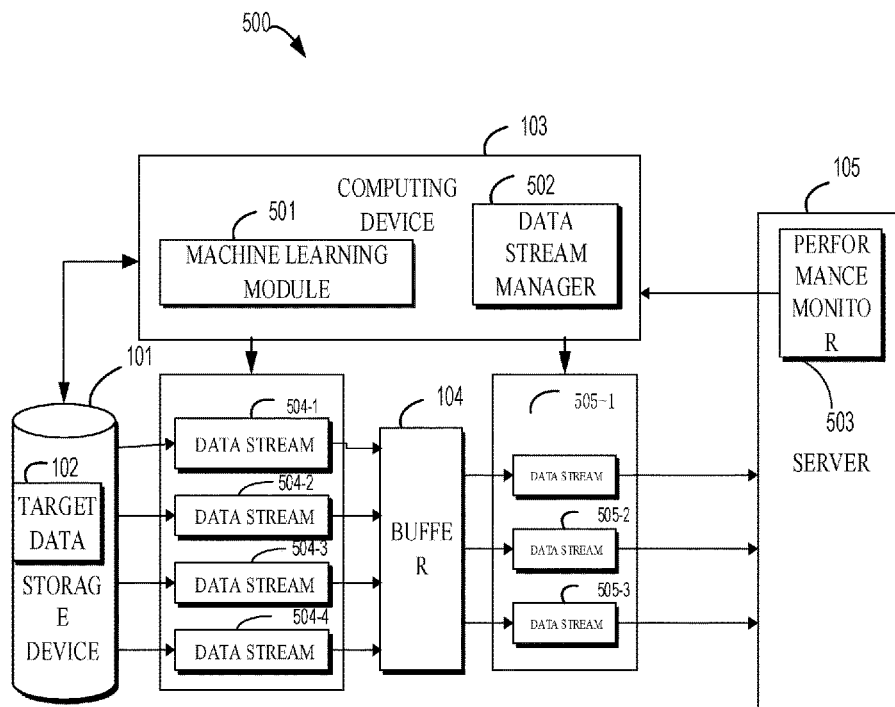 500
103
COMPUTING
DEVICE
501
MACHINE LEARNING
MODULE
502
DATA
STREAM
MANAGER
105
PERFOR
MANCE
MONITO
R
503
SERVER
101
102
TARGET
DATA
STORAG
E
DEVICE
504-1
DATA STREAM
504-2
DATA STREAM
504-3
DATA STREAM
504-4
DATA STREAM
104
BUFFE
R
505-1
DATA STREAM
505-2
DATA STREAM
505-3
DATA STREAM